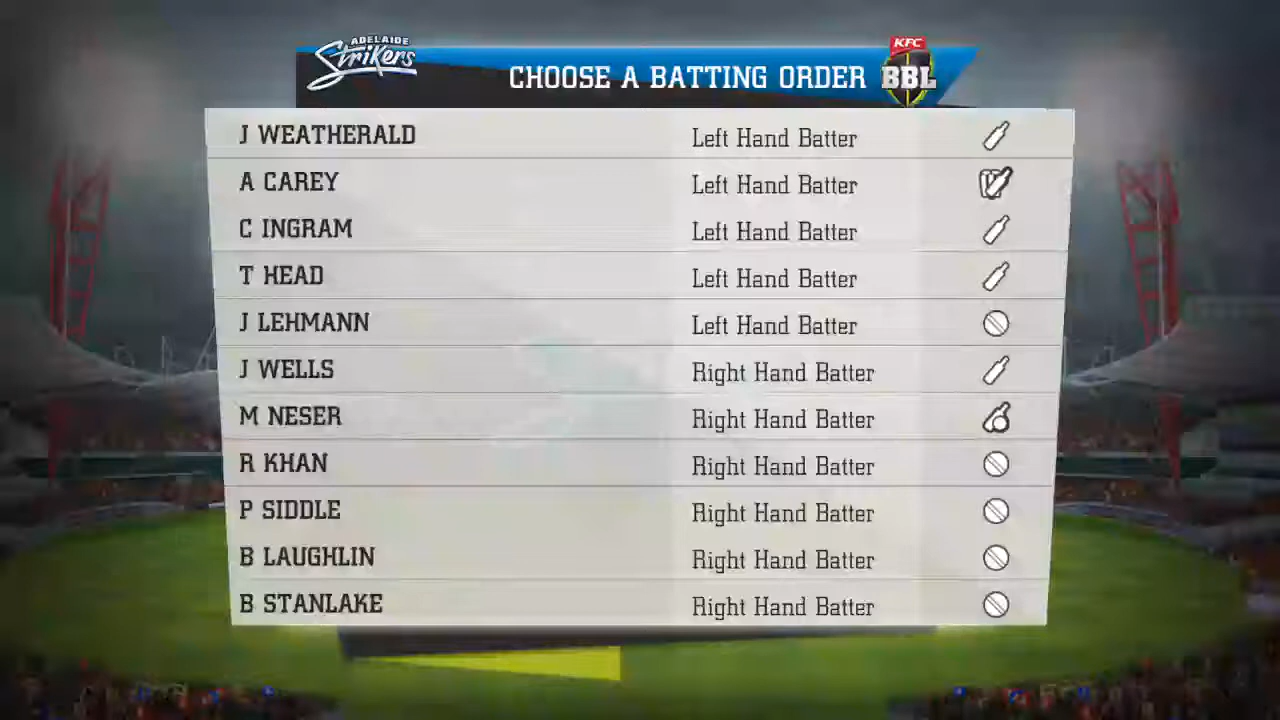 ADELAIDE
Strikers
CHOOSE A BATTING ORDER
KFC
BBL
J WEATHERALD Left Hand Batter
A CAREY Left Hand Batter
C INGRAM Left Hand Batter
T HEAD Left Hand Batter
J LEHMANN Left Hand Batter
J WELLS Right Hand Batter
M NESER Right Hand Batter
R KHAN Right Hand Batter
P SIDDLE Right Hand Batter
B LAUGHLIN Right Hand Batter
B STANLAKE Right Hand Batter